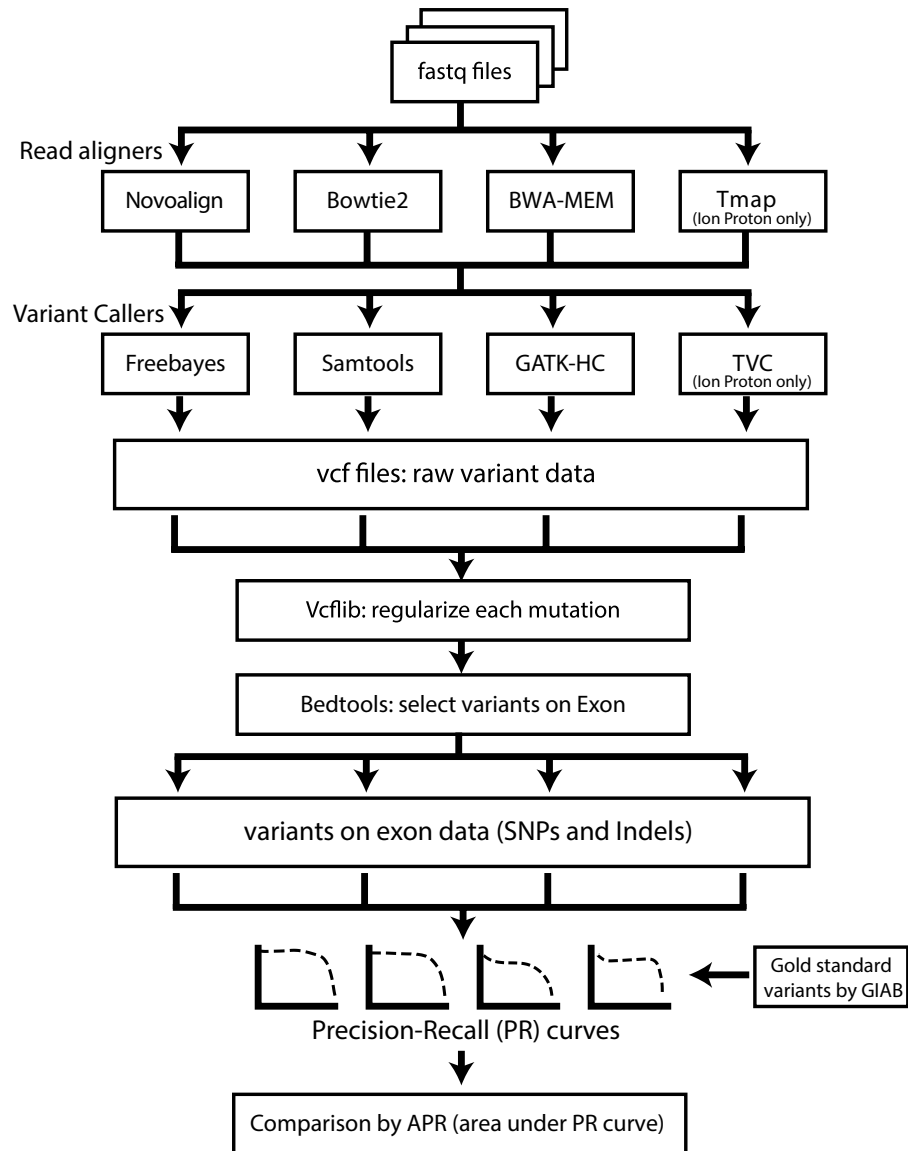 fastq files
Read aligners
Novoalign
Bowtie2
BWA-MEM
Tmap
(Ion Proton only)
Variant Callers
Freebayes
Samtools
GATK-HC
TVC
(Ion Proton only)
vcf files: raw variant data
Vcflib: regularize each mutation
Bedtools: select variants on Exon
variants on exon data (SNPs and Indels)
Gold standard
variants by GIAB
Precision-Recall (PR) curves
Comparison by APR (area under PR curve)